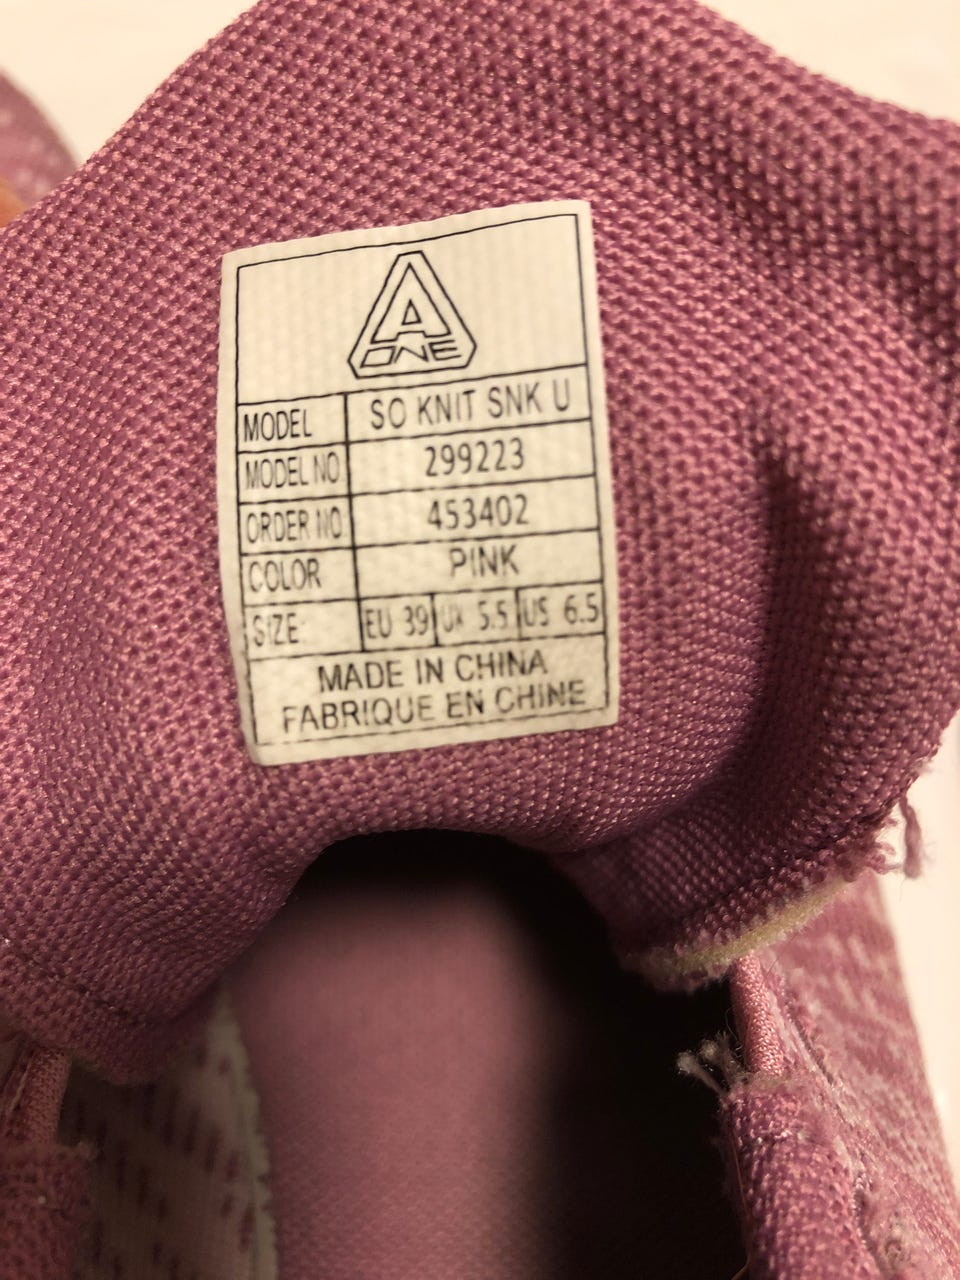 A
ONE
MODEL SO KNIT SNK U
MODEL NO. 299223
ORDER NO. 453402
COLOR PINK
SIZE: EU 39 UK 5.5 US 6.5
MADE IN CHINA
FABRIQUE EN CHINE